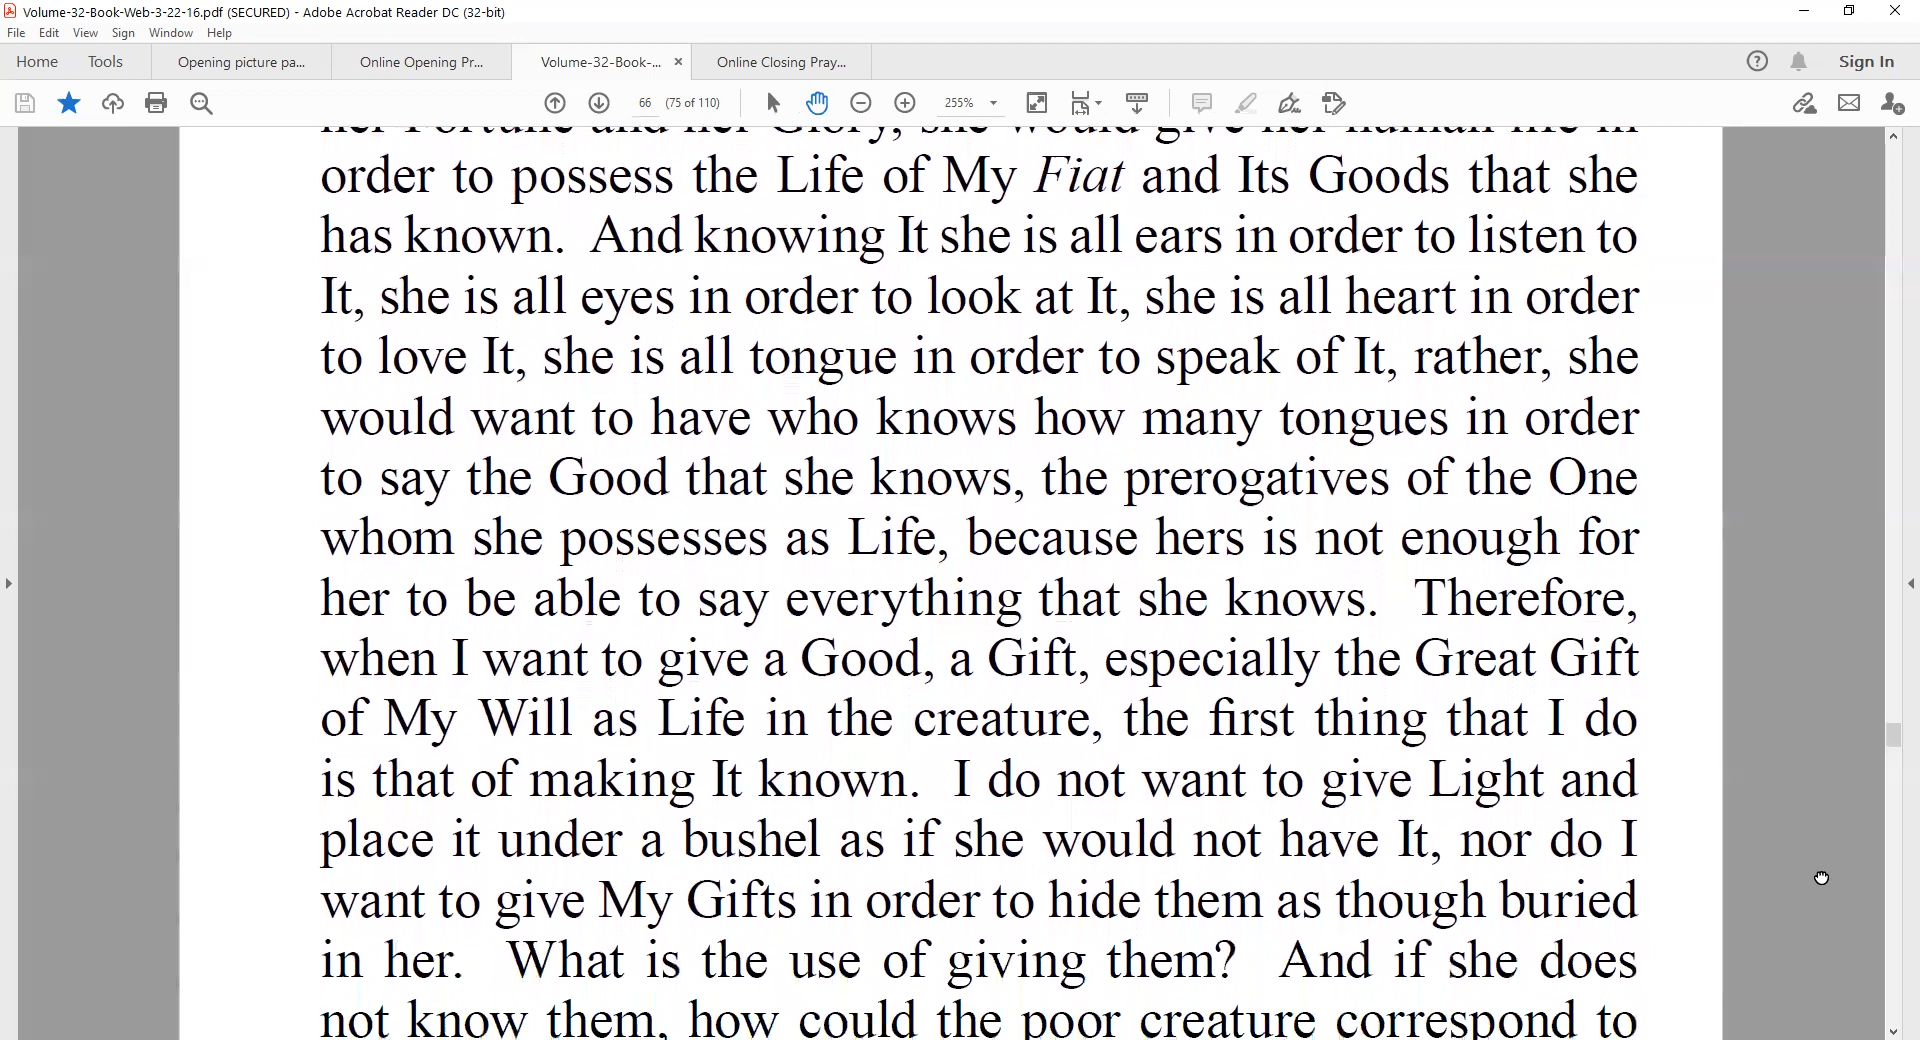 Volume-32-Book-Web-3-22-16.pdf (SECURED) - Adobe Acrobat Reader DC (32-bit)
File Edit View Sign Window Help
Home Tools Opening picture pa... Online Opening Pr... Volume-32-Book-... × Online Closing Pray... Sign In
66 (75 of 110) 255%
her Fortune and her Glory, she would give her human life in
order to possess the Life of My Fiat and Its Goods that she
has known. And knowing It she is all ears in order to listen to
It, she is all eyes in order to look at It, she is all heart in order
to love It, she is all tongue in order to speak of It, rather, she
would want to have who knows how many tongues in order
to say the Good that she knows, the prerogatives of the One
whom she possesses as Life, because hers is not enough for
her to be able to say everything that she knows. Therefore,
when I want to give a Good, a Gift, especially the Great Gift
of My Will as Life in the creature, the first thing that I do
is that of making It known. I do not want to give Light and
place it under a bushel as if she would not have It, nor do I
want to give My Gifts in order to hide them as though buried
in her. What is the use of giving them? And if she does
not know them, how could the poor creature correspond to